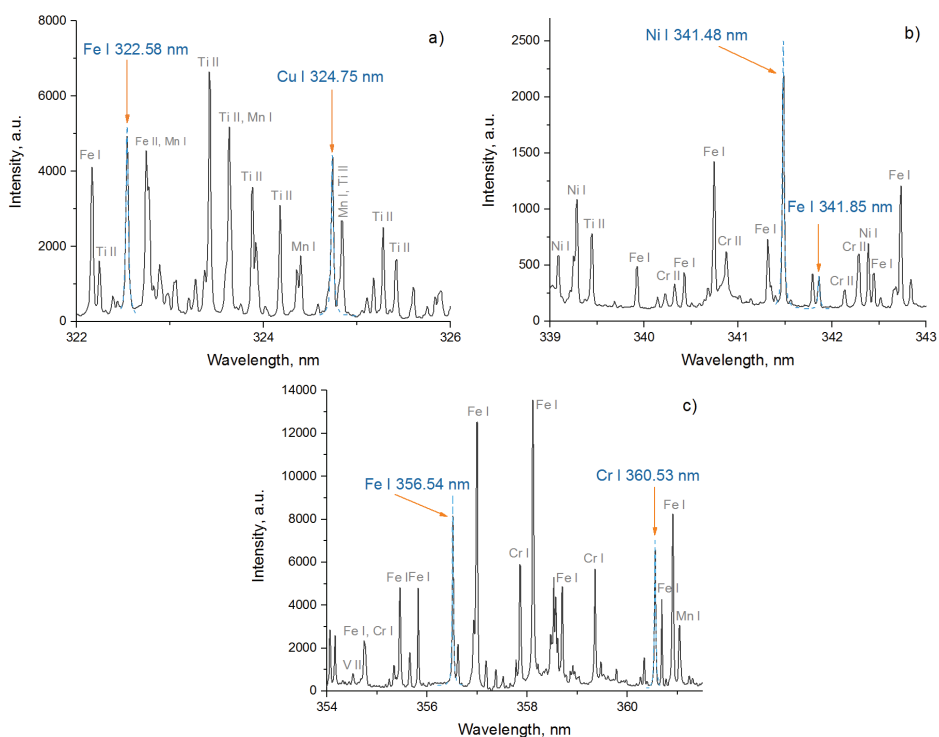 a)
Fe I 322.58 nm
Cu I 324.75 nm
Ti II
Ti II, Mn I
Fe II, Mn I
Fe I
Ti II
Ti II
Ti II
Mn I
Mn I, Ti II
Ti II
Ti II
Intensity, a.u.
8000
6000
4000
2000
0
322
324
326
Wavelength, nm
b)
Ni I 341.48 nm
Fe I 341.85 nm
Ni I
Ni I
Ti II
Fe I
Cr II
Fe I
Fe I
Cr II
Fe I
Cr II
Cr II
Ni I
Fe I
Fe I
Intensity, a.u.
2500
2000
1500
1000
500
0
339
340
341
342
343
Wavelength, nm
c)
Fe I 356.54 nm
Cr I 360.53 nm
V II
Fe I, Cr I
Fe I
Fe I
Fe I
Cr I
Fe I
Fe I
Cr I
Fe I
Fe I
Mn I
Intensity, a.u.
14000
12000
10000
8000
6000
4000
2000
0
354
356
358
360
Wavelength, nm